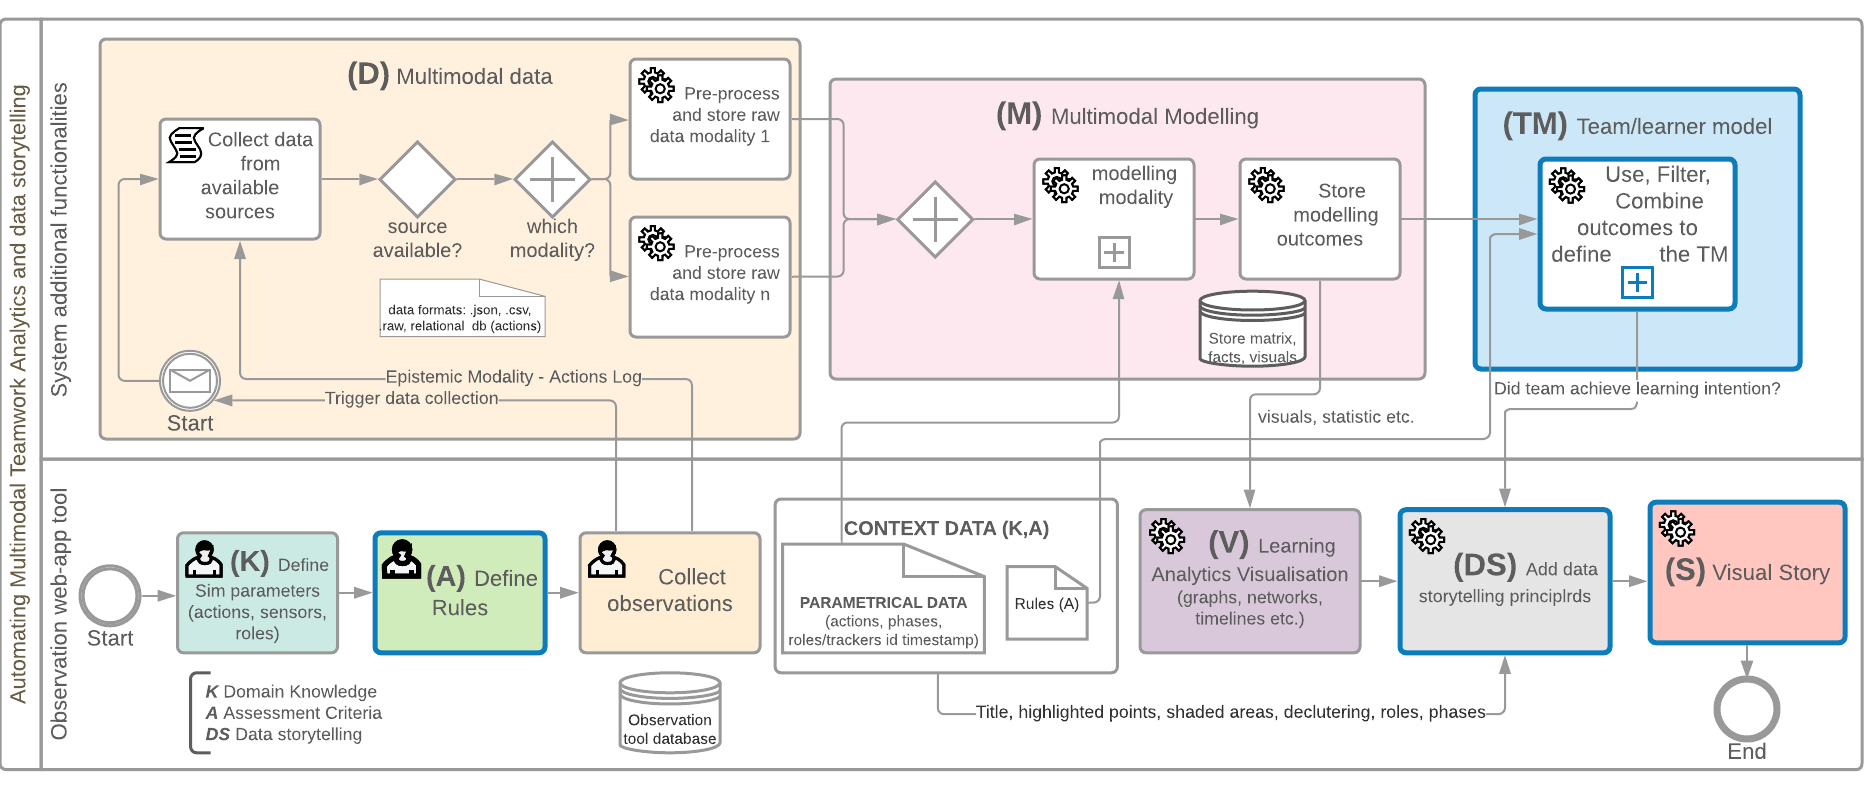 Automating Multimodal Teamwork Analytics and data storytelling
System additional functionalities
(D) Multimodal data
Collect data
from
available
sources
source
available?
which
modality?
data formats: .json, .csv,
.raw, relational db (actions)
Pre-process
and store raw
data modality 1
Pre-process
and store raw
data modality n
Start
Epistemic Modality - Actions Log
Trigger data collection
(M) Multimodal Modelling
modelling
modality
Store
modelling
outcomes
Store matrix,
facts, visuals
(TM) Team/learner model
Use, Filter,
Combine
outcomes to
define the TM
visuals, statistic etc.
Did team achieve learning intention?
Observation web-app tool
Start
(K) Define
Sim parameters
(actions, sensors,
roles)
(A) Define
Rules
Collect
observations
K Domain Knowledge
A Assessment Criteria
DS Data storytelling
Observation
tool database
CONTEXT DATA (K,A)
PARAMETRICAL DATA
(actions, phases,
roles/trackers id timestamp)
Rules (A)
(V) Learning
Analytics Visualisation
(graphs, networks,
timelines etc.)
(DS) Add data
storytelling principlrds
(S) Visual Story
Title, highlighted points, shaded areas, declutering, roles, phases
End